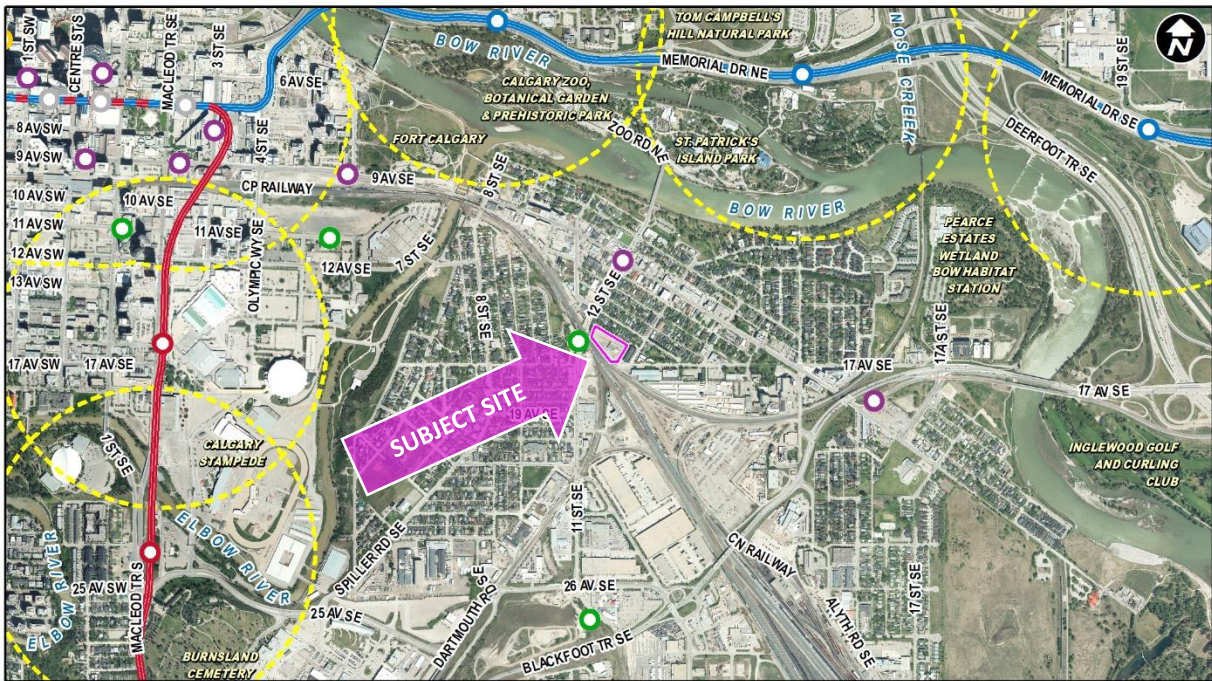 1 ST SW
CENTRE ST S
MACLEOD TR SE
3 ST SE
6 AV SE
4 ST SE
8 AV SW
9 AV SW
10 AV SW
11 AV SW
12 AV SW
13 AV SW
17 AV SW
10 AV SE
11 AV SE
12 AV SE
17 AV SE
CP RAILWAY
9 AV SE
OLYMPIC WY SE
7 ST SE
8 ST SE
8 ST SE
BOW RIVER
TOM CAMPBELL'S
HILL NATURAL PARK
NOSE CREEK
MEMORIAL DR NE
MEMORIAL DR SE
19 ST SE
N
DEERFOOT TR SE
CALGARY ZOO,
BOTANICAL GARDEN
& PREHISTORIC PARK
FORT CALGARY
ZOO RD NE
ST. PATRICK'S
ISLAND PARK
BOW RIVER
PEARCE
ESTATES
WETLAND
BOW HABITAT
STATION
12 ST SE
17A ST SE
17 AV SE
17 AV SE
SUBJECT SITE
19 AV SE
1 ST SE
CALGARY
STAMPEDE
INGLEWOOD GOLF
AND CURLING
CLUB
ELBOW RIVER
ELBOW RIVER
MACLEOD TR S
25 AV SW
25 AV SE
SPILLER RD SE
DARTMOUTH RD SE
11 ST SE
26 AV SE
BLACKFOOT TR SE
CN RAILWAY
ALYTH RD SE
17 ST SE
BURNSLAND
CEMETERY